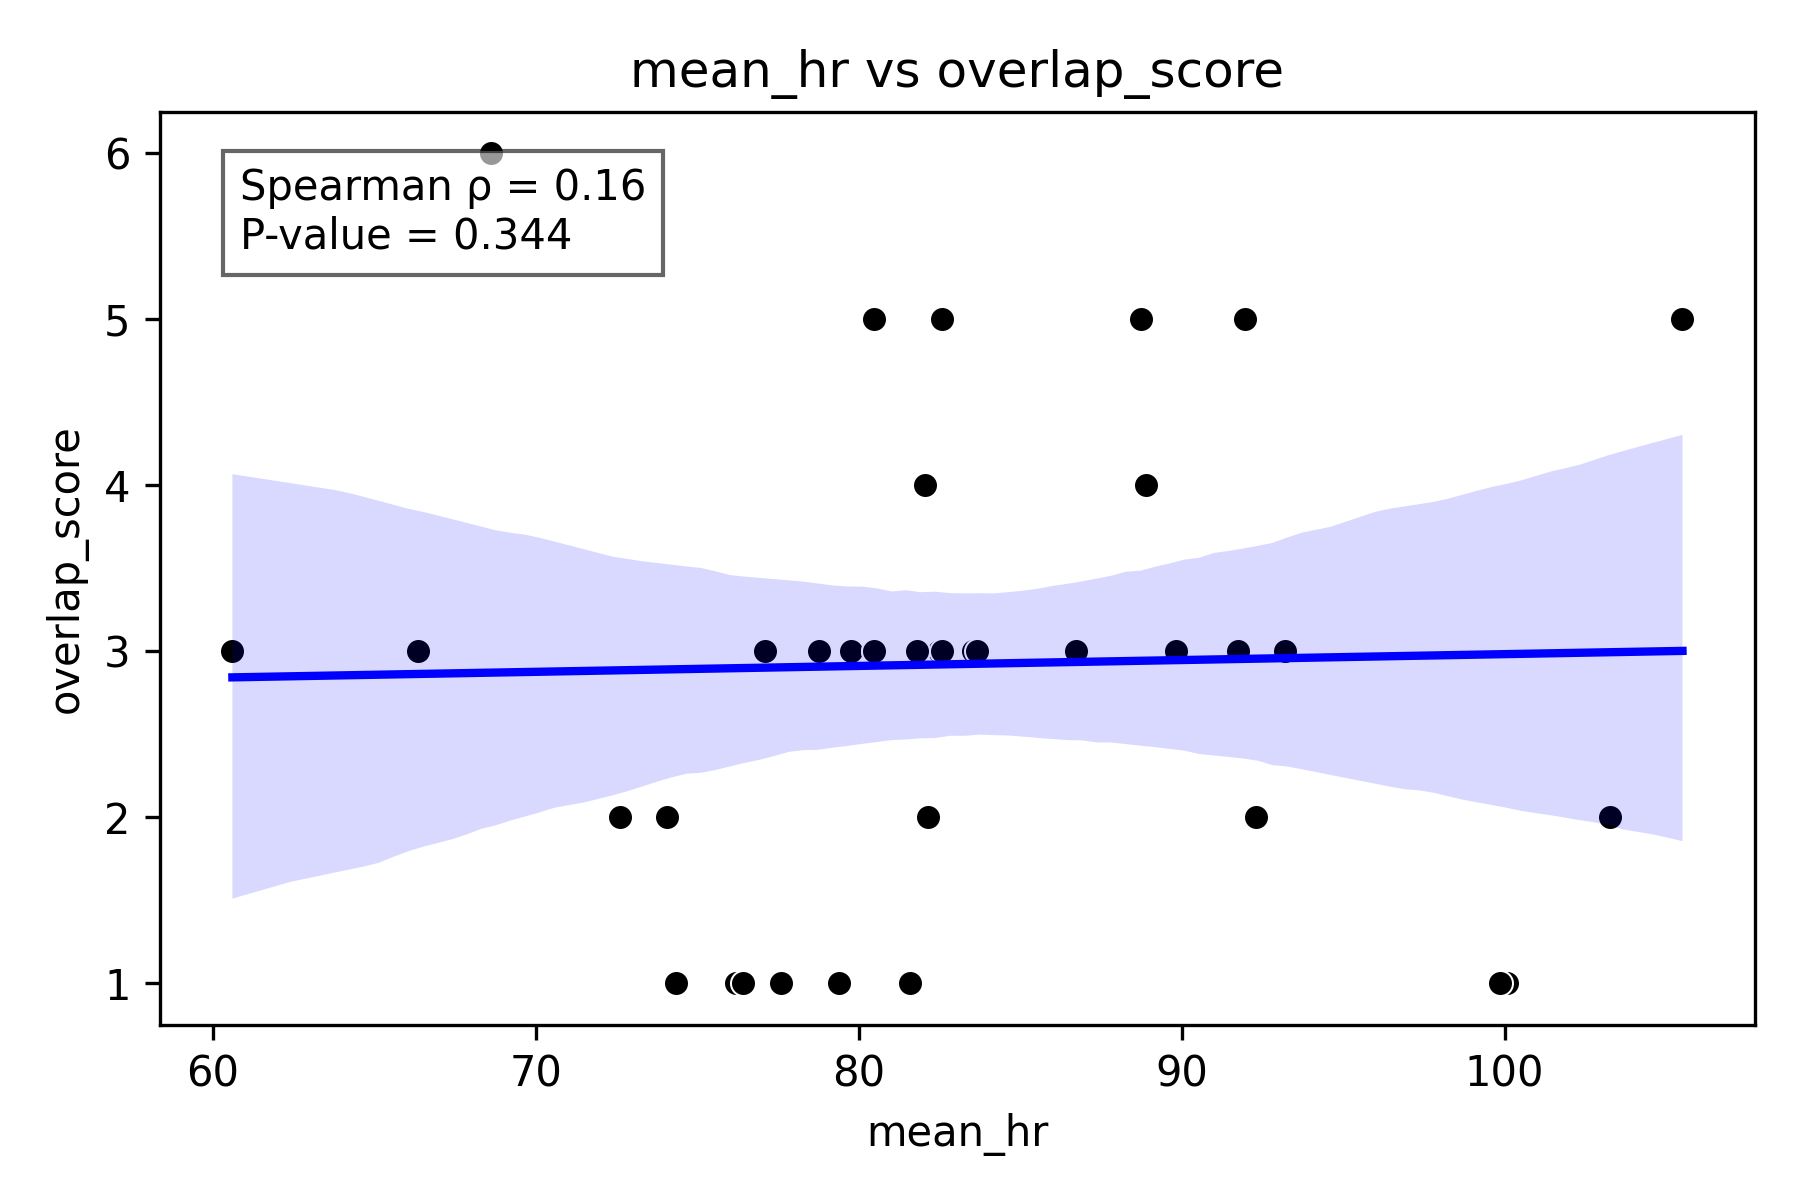 mean_hr vs overlap_score
Spearman ρ = 0.16
P-value = 0.344
overlap_score
6
5
4
3
2
1
60 70 80 90 100
mean_hr